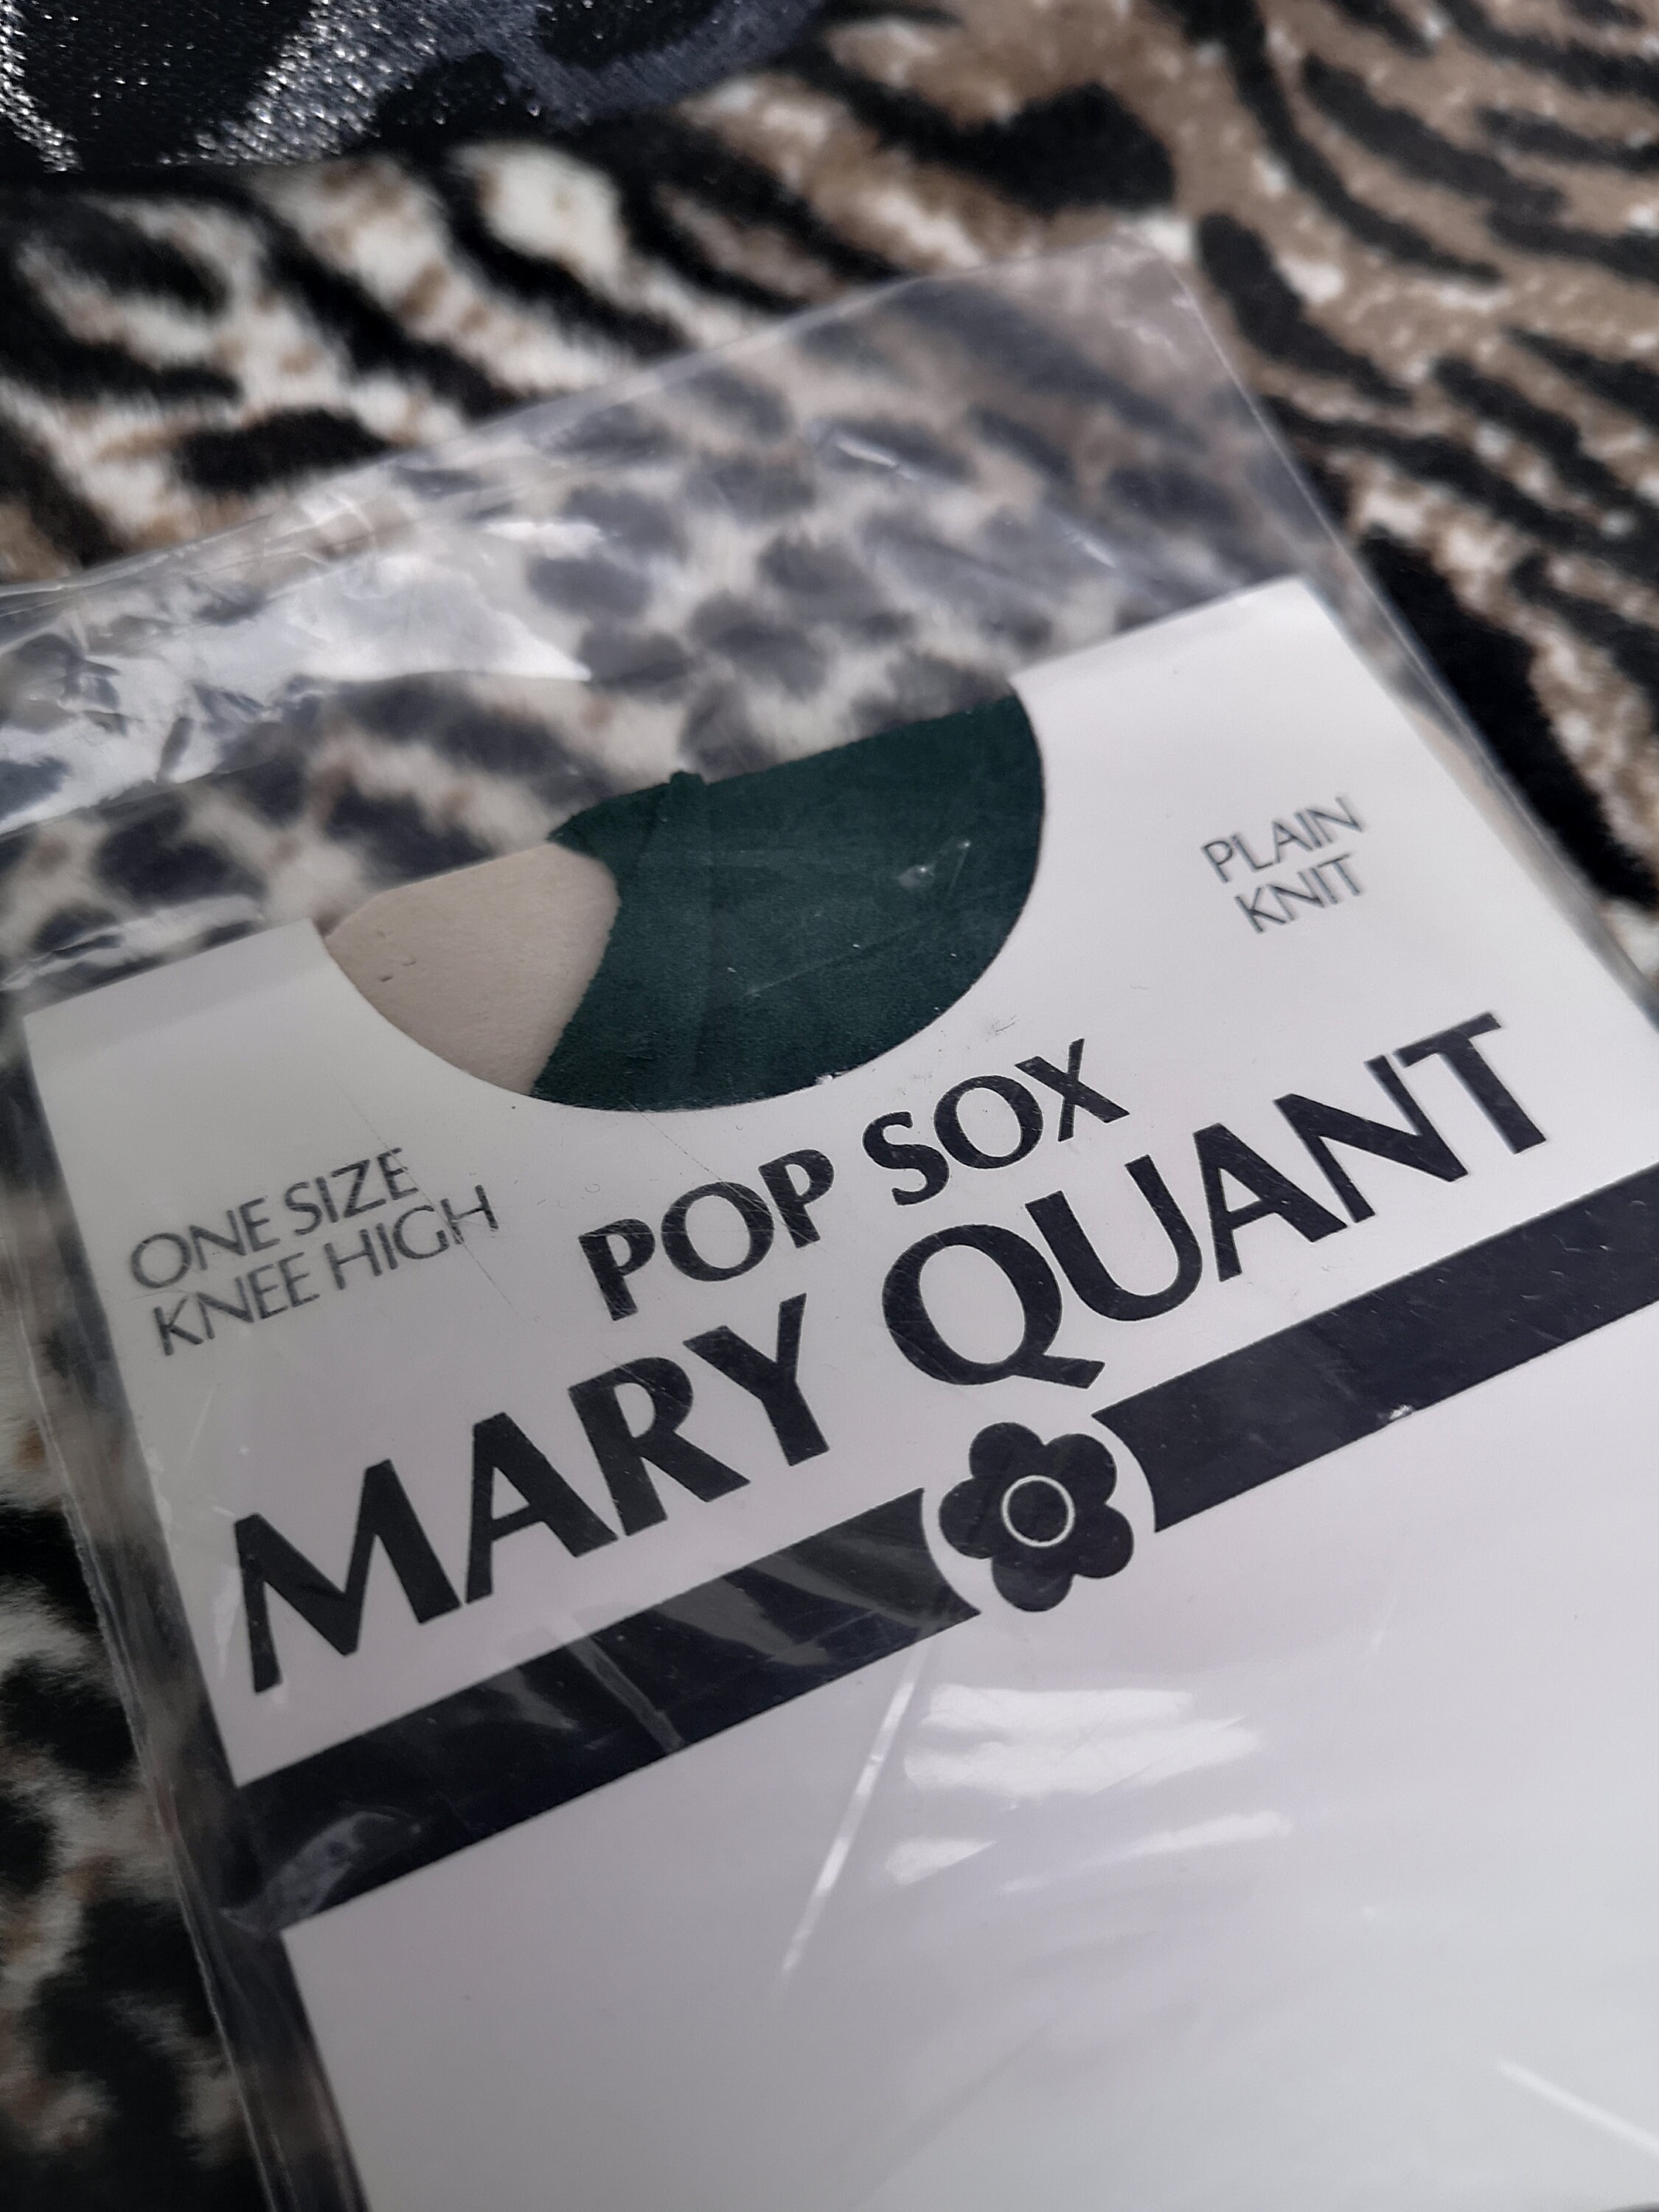 PLAIN
KNIT
ONE SIZE
KNEE HIGH
POP SOX
MARY QUANT